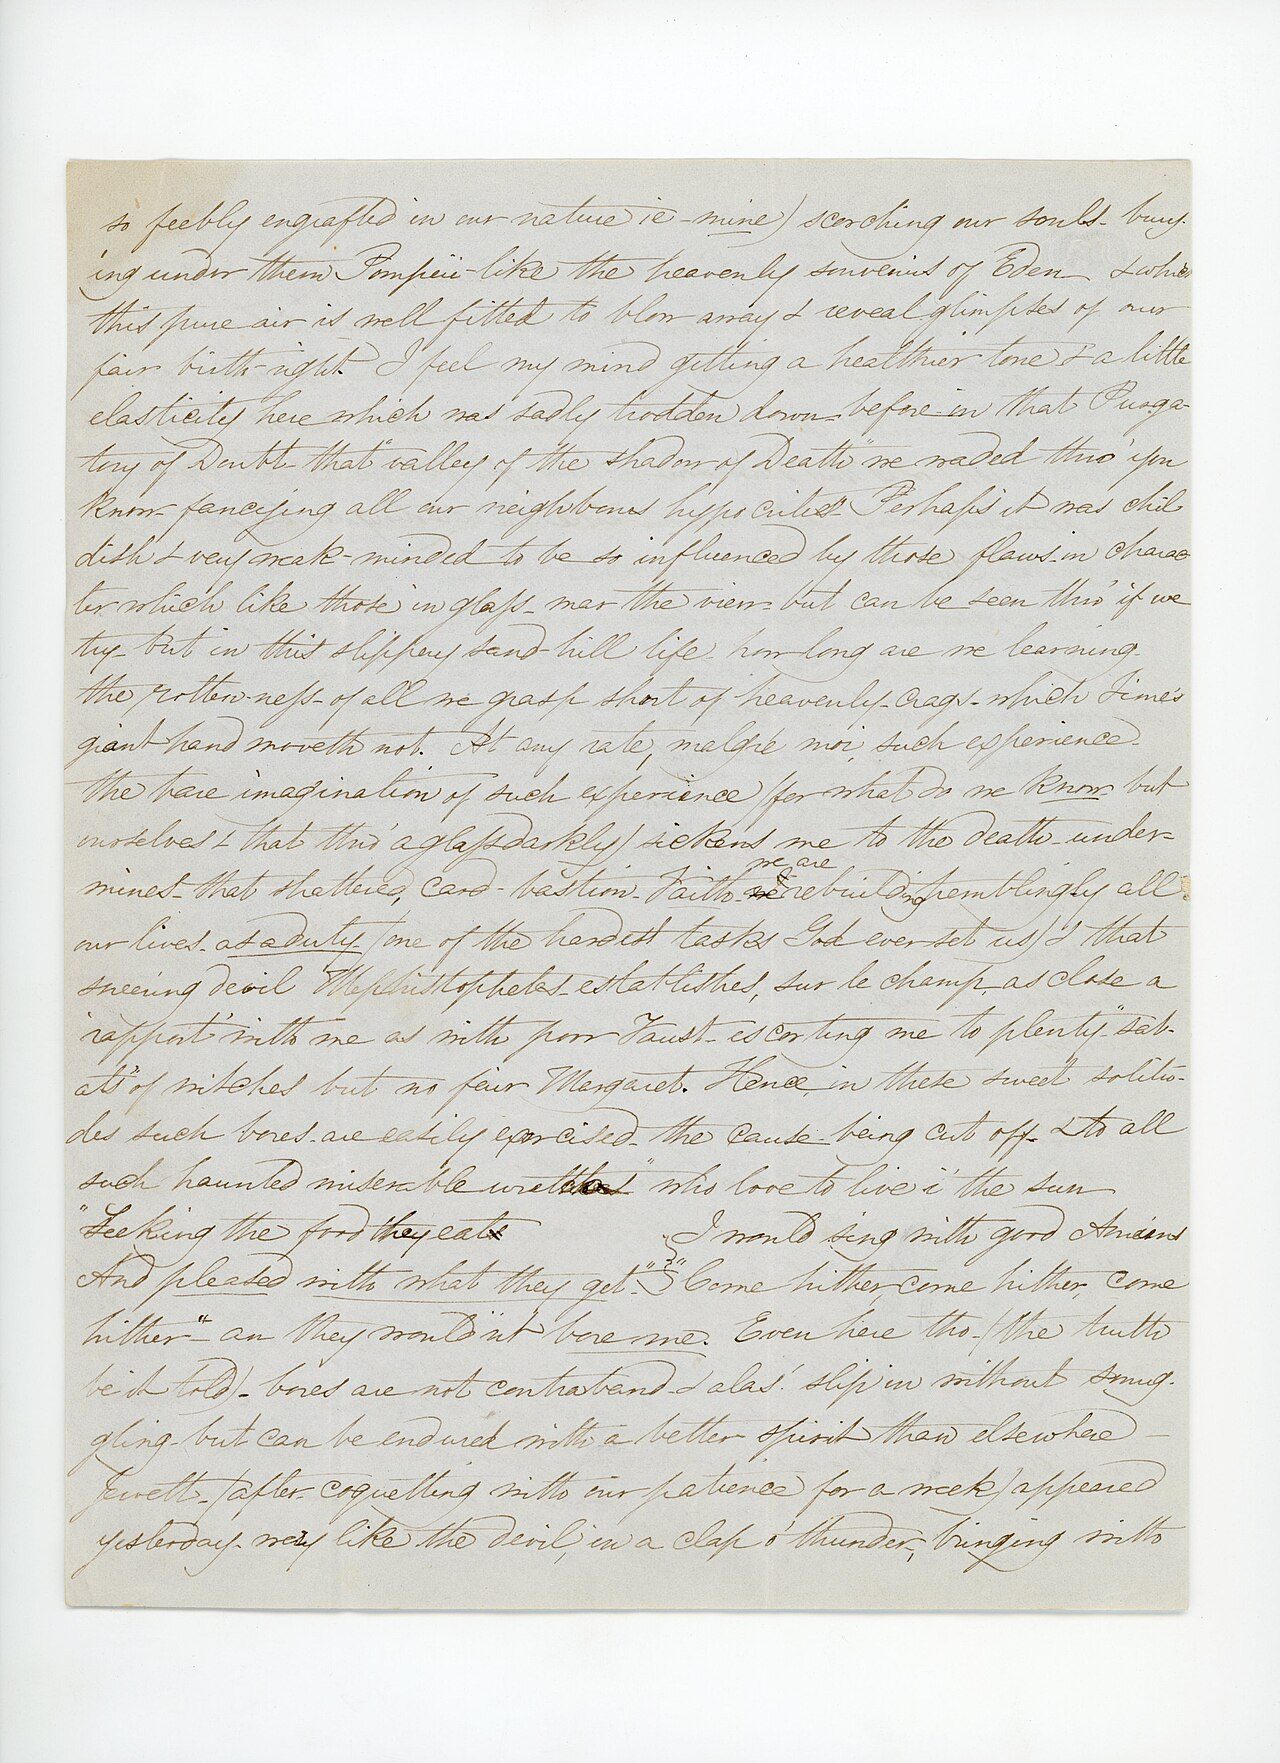 so feebly engrafted in our nature ie - mine) scorching our souls - bury-
ing under them Pompeii-like the heavenly souvenirs of Eden - & which
this pure air is well fitted to blow away & reveal glimpses of our
fair birth-right. I feel my mind getting a healthier tone & a little
elasticity here which was sadly trodden down - before in that Purga-
tory of Doubt - that "valley of the shadow of Death" we waded thro' you
know - fancying all our neighbours hypocrites - Perhaps it was chil
dish & very weak-minded to be so influenced by those flaws in charac
ter which like those in glass - mar the view - but can be seen thro' if we
try - but in this slippery sand-hill life - how long are we learning
the rotten-ness - of all we grasp short of heavenly-crags - which Time's
giant hand moveth not. At any rate, malgré moi, such experience -
the bare imagination of such experience (for what do we know but
ourselves & that thro' a glass darkly) sickens me to the death - under-
mines - that shattered, card-bastion - Faith - we are rebuilding tremblingly all
our lives - as a duty - (one of the hardest tasks God ever set us) & that
sneering devil Mephistopheles - establishes, sur le champ, as close a
'rapport' with me as with poor Faust - escorting me to plenty "sab-
ats" of witches but no fair Margaret. Hence, in these sweet solitu-
des such bores - are easily exorcised - the cause - being cut off - & to all
such haunted miserable wretches "who love to live i' the sun
"Seeking the food they eat I would sing with good Amiens
And pleased with what they get" - "Come hither come hither, come
hither" - an they would'nt bore me. Even here tho - (the truth
be it told) - bores are not contraband - & alas! slip in without smug-
gling - but can be endured with a better spirit than elsewhere -
Jewett - (after coquetting with our patience for a week) appeared
yesterday - very like the devil, in a clap o' thunder, bringing with